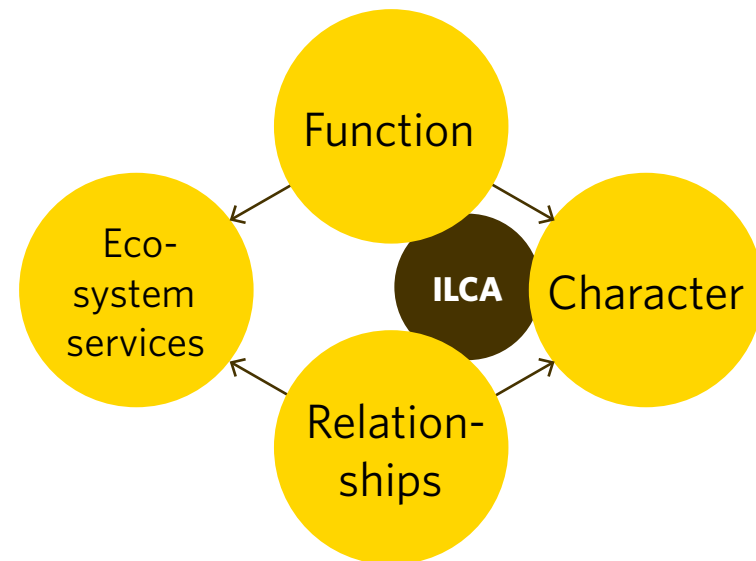 Function
Eco-
system
services
ILCA
Character
Relation-
ships